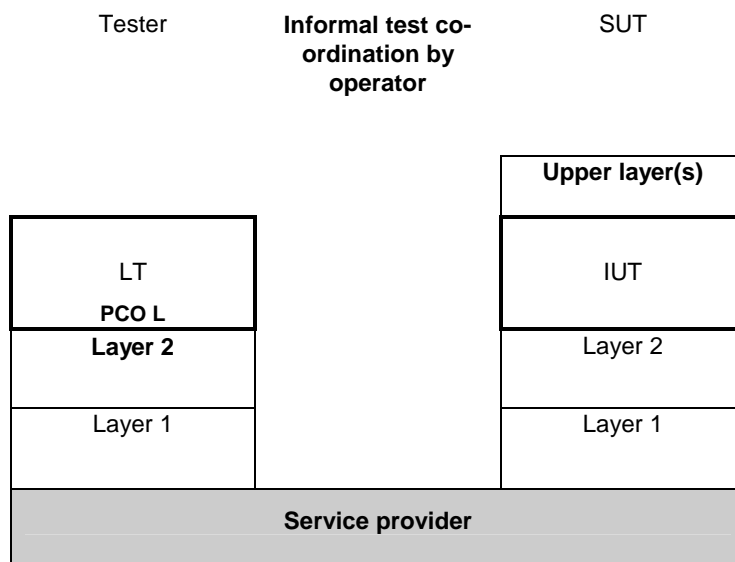 Tester
Informal test co-
ordination by
operator
SUT
Upper layer(s)
LT
PCO L
IUT
Layer 2
Layer 2
Layer 1
Layer 1
Service provider